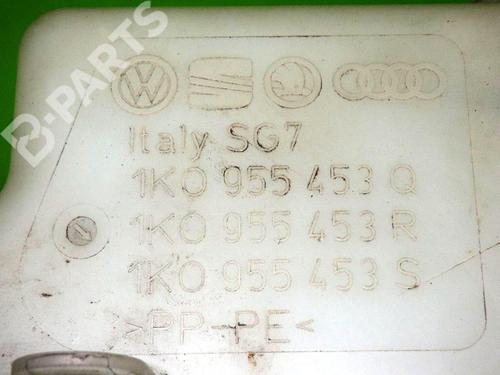 B-PARTS
Italy SG7
1K0 955 453 Q
1K0 955 453 R
1K0 955 453 S
>PP-PE<